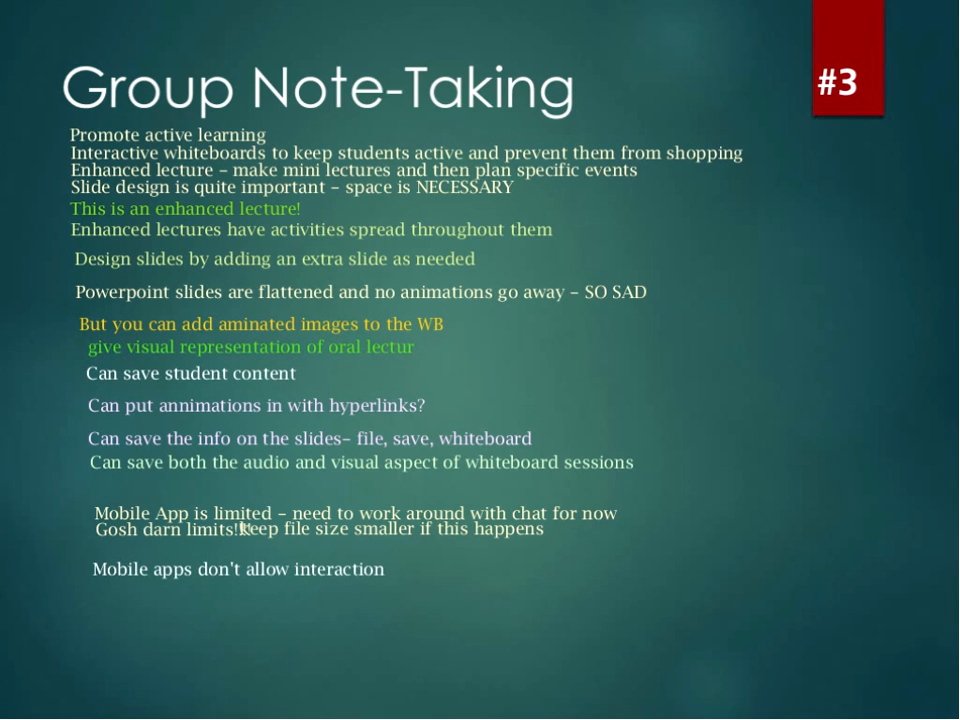 Group Note-Taking
#3
Promote active learning
Interactive whiteboards to keep students active and prevent them from shopping
Enhanced lecture – make mini lectures and then plan specific events
Slide design is quite important – space is NECESSARY
This is an enhanced lecture!
Enhanced lectures have activities spread throughout them
Design slides by adding an extra slide as needed
Powerpoint slides are flattened and no animations go away – SO SAD
But you can add aminated images to the WB
give visual representation of oral lectur
Can save student content
Can put annimations in with hyperlinks?
Can save the info on the slides– file, save, whiteboard
Can save both the audio and visual aspect of whiteboard sessions
Mobile App is limited – need to work around with chat for now
Gosh darn limits!!!
keep file size smaller if this happens
Mobile apps don't allow interaction